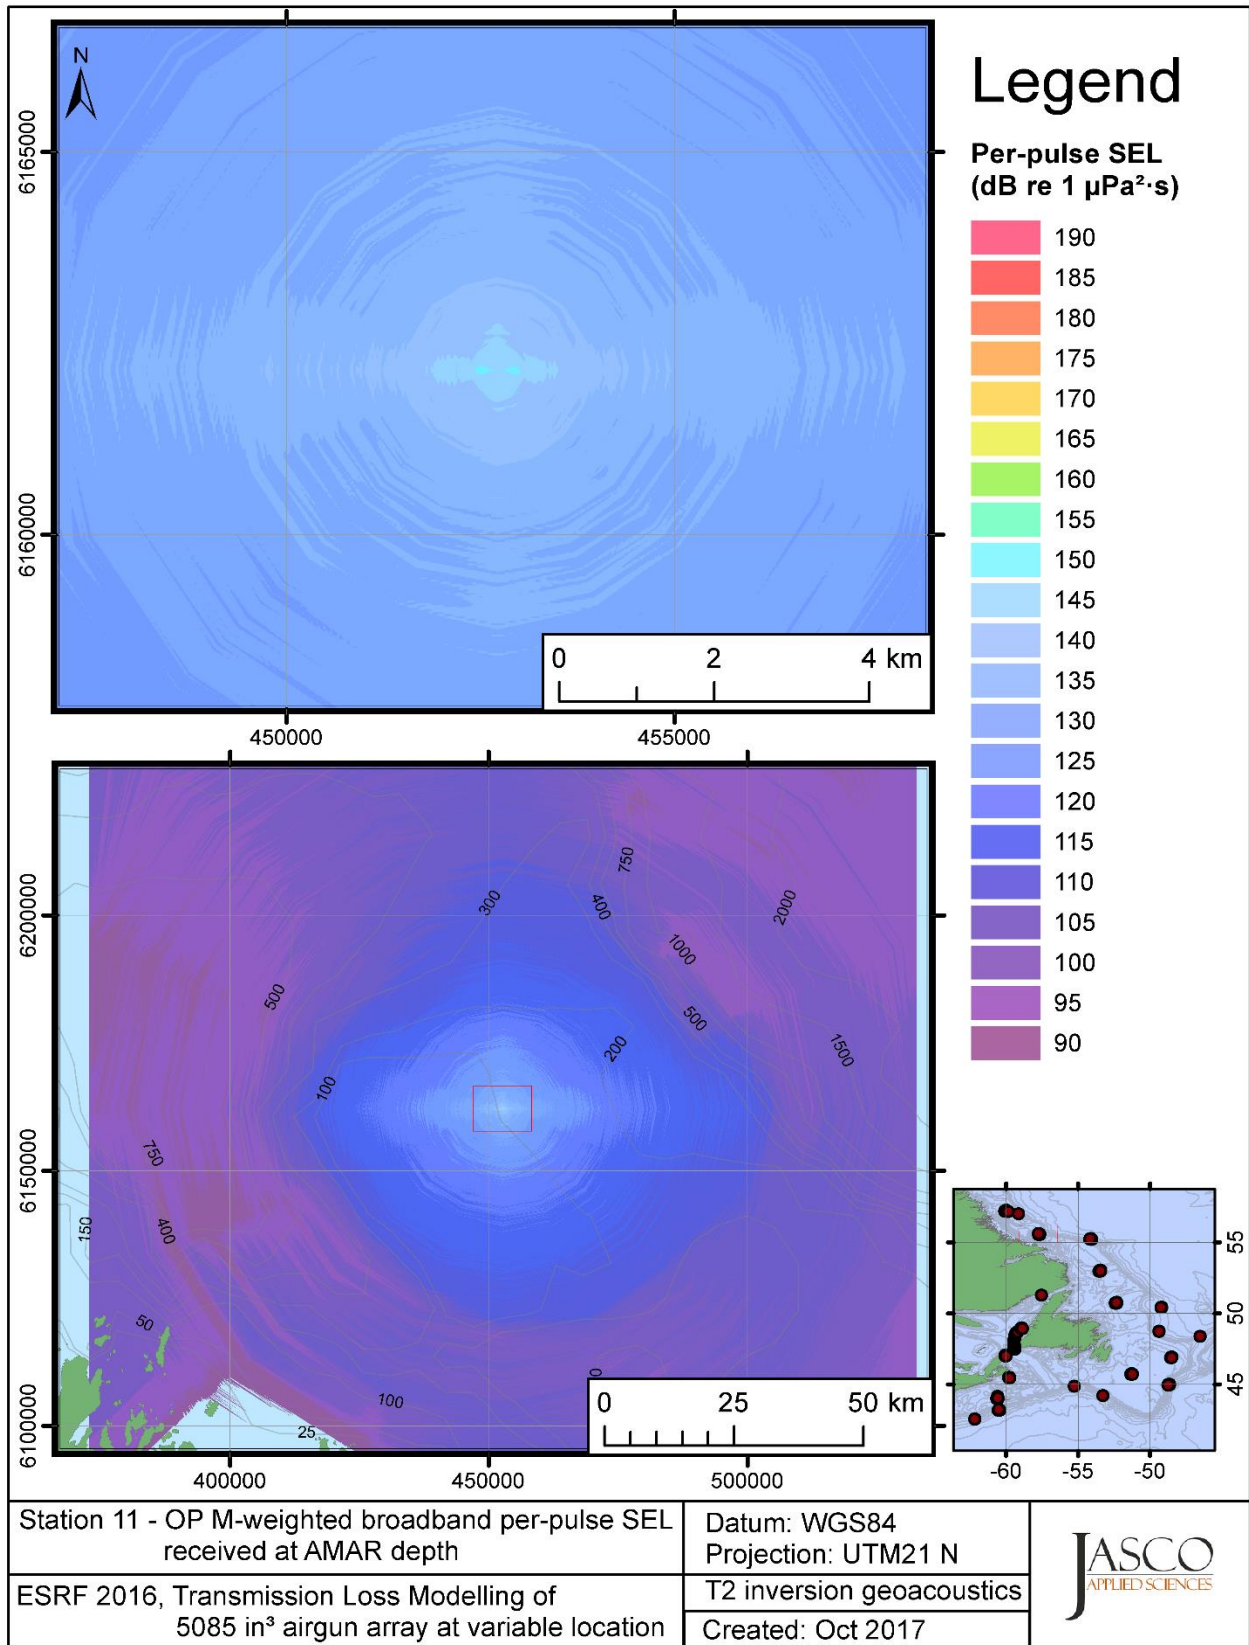 N
6165000
6160000
0 2 4 km
450000 455000
Legend
Per-pulse SEL
(dB re 1 µPa²·s)
190
185
180
175
170
165
160
155
150
145
140
135
130
125
120
115
110
105
100
95
90
6200000
6150000
6100000
300
750
400
2000
1000
500
500
1500
200
100
750
400
150
50
100
25
0
0 25 50 km
400000 450000 500000
55
50
45
-60 -55 -50
Station 11 - OP M-weighted broadband per-pulse SEL
received at AMAR depth
ESRF 2016, Transmission Loss Modelling of
5085 in³ airgun array at variable location
Datum: WGS84
Projection: UTM21 N
T2 inversion geoacoustics
Created: Oct 2017
JASCO
APPLIED SCIENCES